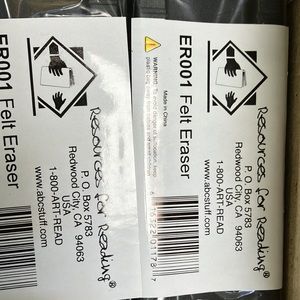 ER001 Felt Eraser
Resources for Reading®
P. O. Box 5783
Redwood City, CA 94063
USA
1-800-ART-READ
www.abcstuff.com
WARNING:
Made in China
ER001 Felt Eraser
Resources for Reading®
P. O. Box 5783
Redwood City, CA 94063
USA
1-800-ART-READ
www.abcstuff.com